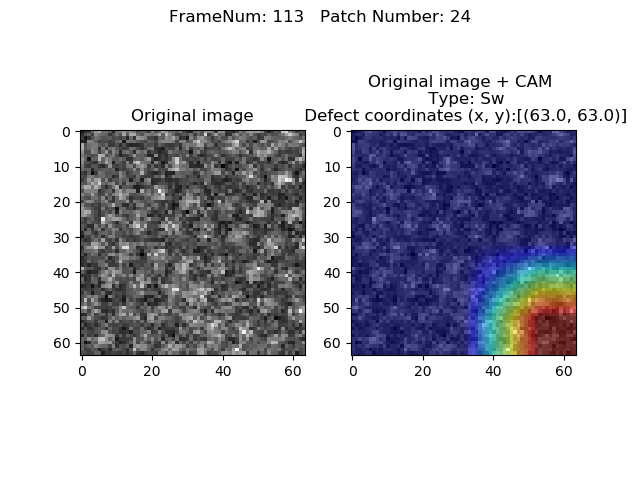 FrameNum: 113   Patch Number: 24
Original image
Original image + CAM
Type: Sw
Defect coordinates (x, y):[(63.0, 63.0)]
0
10
20
30
40
50
60
0 20 40 60
0
10
20
30
40
50
60
0 20 40 60